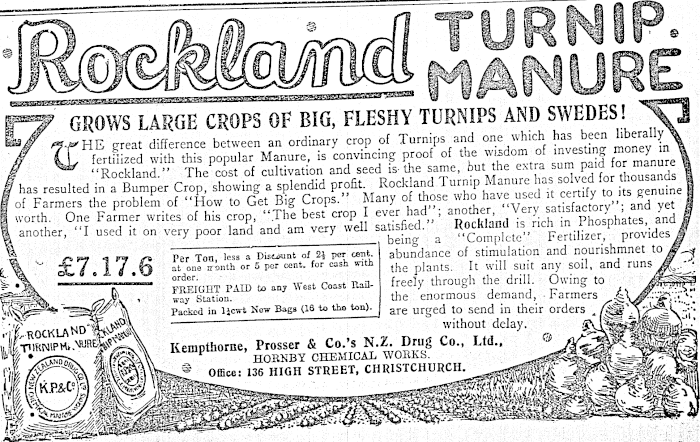 Rockland TURNIP
MANURE
GROWS LARGE CROPS OF BIG, FLESHY TURNIPS AND SWEDES!
THE great difference between an ordinary crop of Turnips and one which has been liberally
fertilized with this popular Manure, is convincing proof of the wisdom of investing money in
"Rockland." The cost of cultivation and seed is the same, but the extra sum paid for manure
has resulted in a Bumper Crop, showing a splendid profit. Rockland Turnip Manure has solved for thousands
of Farmers the problem of "How to Get Big Crops." Many of those who have used it certify to its genuine
worth. One Farmer writes of his crop, "The best crop I ever had"; another, "Very satisfactory"; and yet
another, "I used it on very poor land and am very well satisfied." Rockland is rich in Phosphates, and
being a "Complete" Fertilizer, provides
abundance of stimulation and nourishmnet to
the plants. It will suit any soil, and runs
freely through the drill. Owing to
the enormous demand, Farmers
are urged to send in their orders
without delay.
£7.17.6
Per Ton, less a Discount of 2½ per cent.
at one month or 5 per cent. for cash with
order.
FREIGHT PAID to any West Coast Rail-
way Station.
Packed in 1¼cwt New Bags (16 to the ton).
Kempthorne, Prosser & Co.'s N.Z. Drug Co., Ltd.,
HORNBY CHEMICAL WORKS.
Office: 136 HIGH STREET, CHRISTCHURCH.
ROCKLAND
TURNIP
K.P.& Co